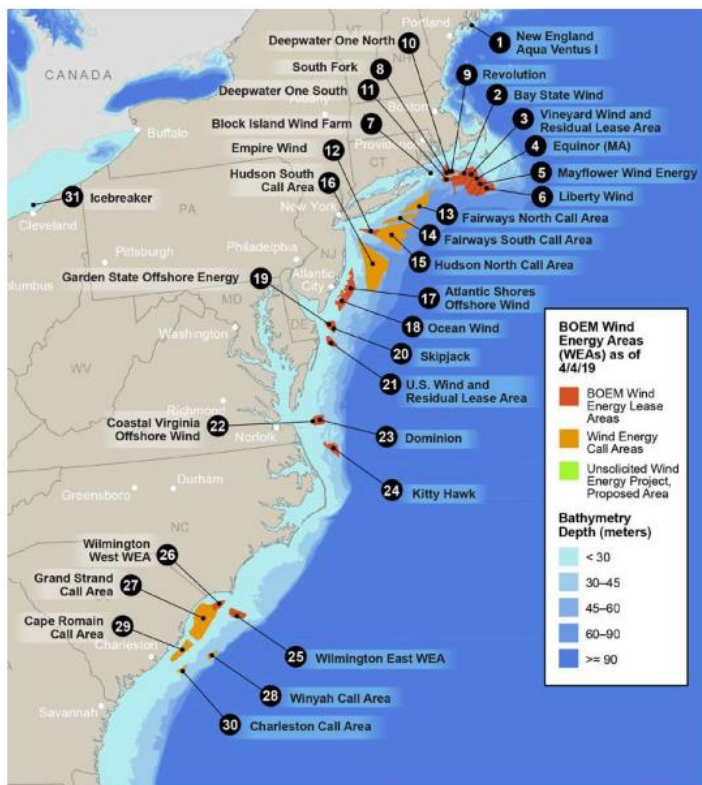 CANADA
Portland
VT
NH
Albany
Boston
Providence
CT
Buffalo
New York
PA
Cleveland
Pittsburgh
Philadelphia
NJ
Atlantic
City
MD
DE
Columbus
Washington
WV
Richmond
Norfolk
Durham
Greensboro
NC
Charleston
Savannah
1 New England
Aqua Ventus I
Deepwater One North 10
South Fork 8
Deepwater One South 11
Block Island Wind Farm 7
Empire Wind 12
Hudson South
Call Area 16
9 Revolution
2 Bay State Wind
3 Vineyard Wind and
Residual Lease Area
4 Equinor (MA)
5 Mayflower Wind Energy
6 Liberty Wind
31 Icebreaker
13 Fairways North Call Area
14 Fairways South Call Area
15 Hudson North Call Area
Garden State Offshore Energy 19
17 Atlantic Shores
Offshore Wind
18 Ocean Wind
20 Skipjack
21 U.S. Wind and
Residual Lease Area
Coastal Virginia
Offshore Wind 22
23 Dominion
24 Kitty Hawk
Wilmington
West WEA 26
Grand Strand
Call Area 27
Cape Romain
Call Area 29
25 Wilmington East WEA
28 Winyah Call Area
30 Charleston Call Area
BOEM Wind
Energy Areas
(WEAs) as of
4/4/19
BOEM Wind
Energy Lease
Areas
Wind Energy
Call Areas
Unsolicited Wind
Energy Project,
Proposed Area
Bathymetry
Depth (meters)
< 30
30–45
45–60
60–90
>= 90